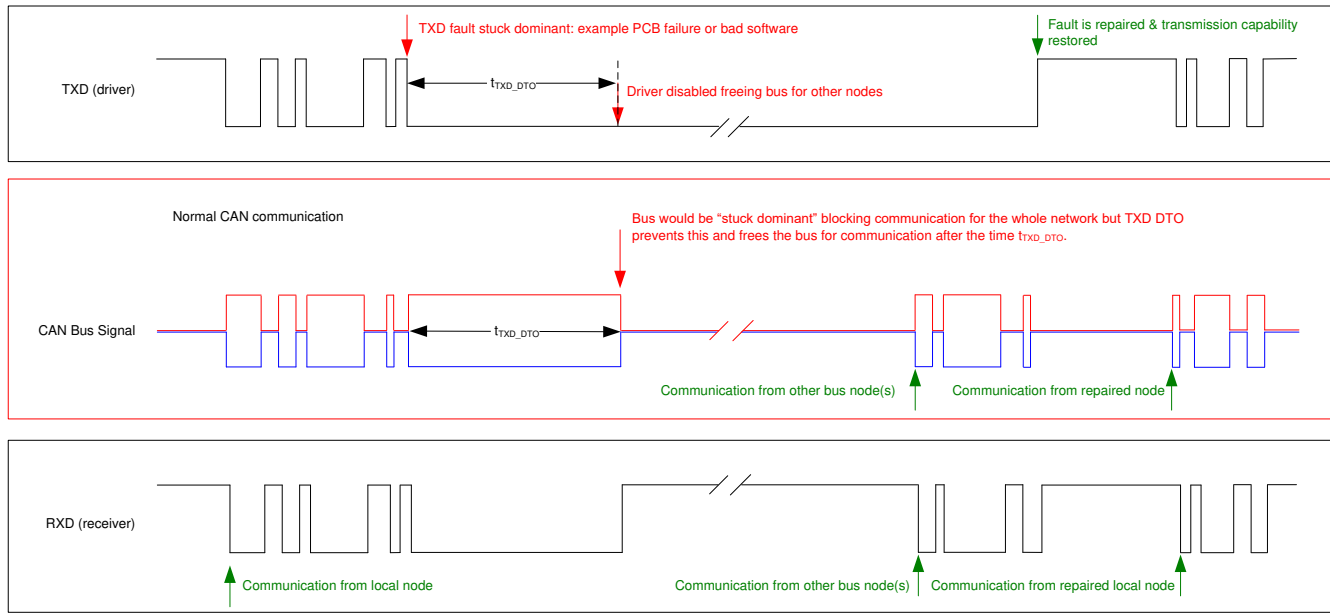 TXD fault stuck dominant: example PCB failure or bad software
Fault is repaired & transmission capability
restored
TXD (driver)
tTXD_DTO
Driver disabled freeing bus for other nodes
Normal CAN communication
Bus would be “stuck dominant” blocking communication for the whole network but TXD DTO
prevents this and frees the bus for communication after the time tTXD_DTO.
CAN Bus Signal
tTXD_DTO
Communication from other bus node(s)
Communication from repaired node
RXD (receiver)
Communication from local node
Communication from other bus node(s)
Communication from repaired local node